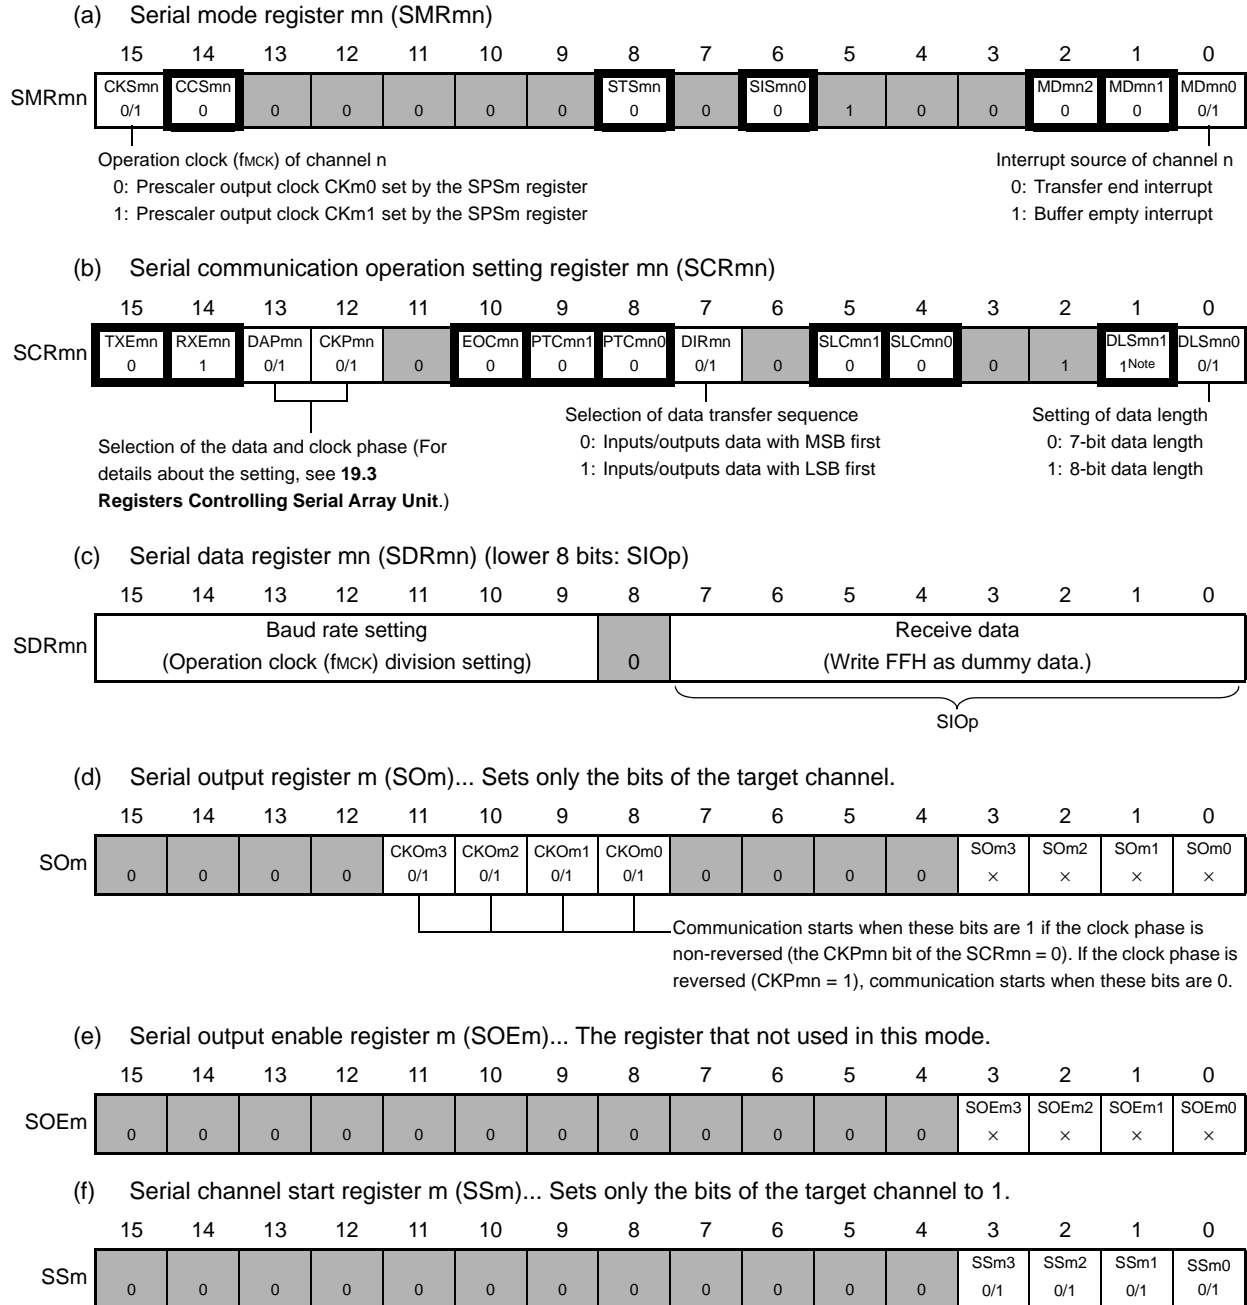 (a) Serial mode register mn (SMRmn)
15 14 13 12 11 10 9 8 7 6 5 4 3 2 1 0
SMRmn CKSmn CCSmn STSmn SISmn0 MDmn2 MDmn1 MDmn0
0/1 0 0 0 0 0 0 0 0 0 1 0 0 0 0 0/1
Operation clock (fMCK) of channel n
0: Prescaler output clock CKm0 set by the SPSm register
1: Prescaler output clock CKm1 set by the SPSm register
Interrupt source of channel n
0: Transfer end interrupt
1: Buffer empty interrupt
(b) Serial communication operation setting register mn (SCRmn)
15 14 13 12 11 10 9 8 7 6 5 4 3 2 1 0
SCRmn TXEmn RXEmn DAPmn CKPmn EOCmn PTCmn1 PTCmn0 DIRmn SLCmn1 SLCmn0 DLSmn1 DLSmn0
0 1 0/1 0/1 0 0 0 0 0/1 0 0 0 0 1 1Note 0/1
Selection of the data and clock phase (For
details about the setting, see 19.3
Registers Controlling Serial Array Unit.)
Selection of data transfer sequence
0: Inputs/outputs data with MSB first
1: Inputs/outputs data with LSB first
Setting of data length
0: 7-bit data length
1: 8-bit data length
(c) Serial data register mn (SDRmn) (lower 8 bits: SIOp)
15 14 13 12 11 10 9 8 7 6 5 4 3 2 1 0
SDRmn Baud rate setting
(Operation clock (fMCK) division setting)
0
Receive data
(Write FFH as dummy data.)
SIOp
(d) Serial output register m (SOm)... Sets only the bits of the target channel.
15 14 13 12 11 10 9 8 7 6 5 4 3 2 1 0
SOm CKOm3 CKOm2 CKOm1 CKOm0 SOm3 SOm2 SOm1 SOm0
0 0 0 0 0/1 0/1 0/1 0/1 0 0 0 0 × × × ×
Communication starts when these bits are 1 if the clock phase is
non-reversed (the CKPmn bit of the SCRmn = 0). If the clock phase is
reversed (CKPmn = 1), communication starts when these bits are 0.
(e) Serial output enable register m (SOEm)... The register that not used in this mode.
15 14 13 12 11 10 9 8 7 6 5 4 3 2 1 0
SOEm SOEm3 SOEm2 SOEm1 SOEm0
0 0 0 0 0 0 0 0 0 0 0 0 × × × ×
(f) Serial channel start register m (SSm)... Sets only the bits of the target channel to 1.
15 14 13 12 11 10 9 8 7 6 5 4 3 2 1 0
SSm SSm3 SSm2 SSm1 SSm0
0 0 0 0 0 0 0 0 0 0 0 0 0/1 0/1 0/1 0/1